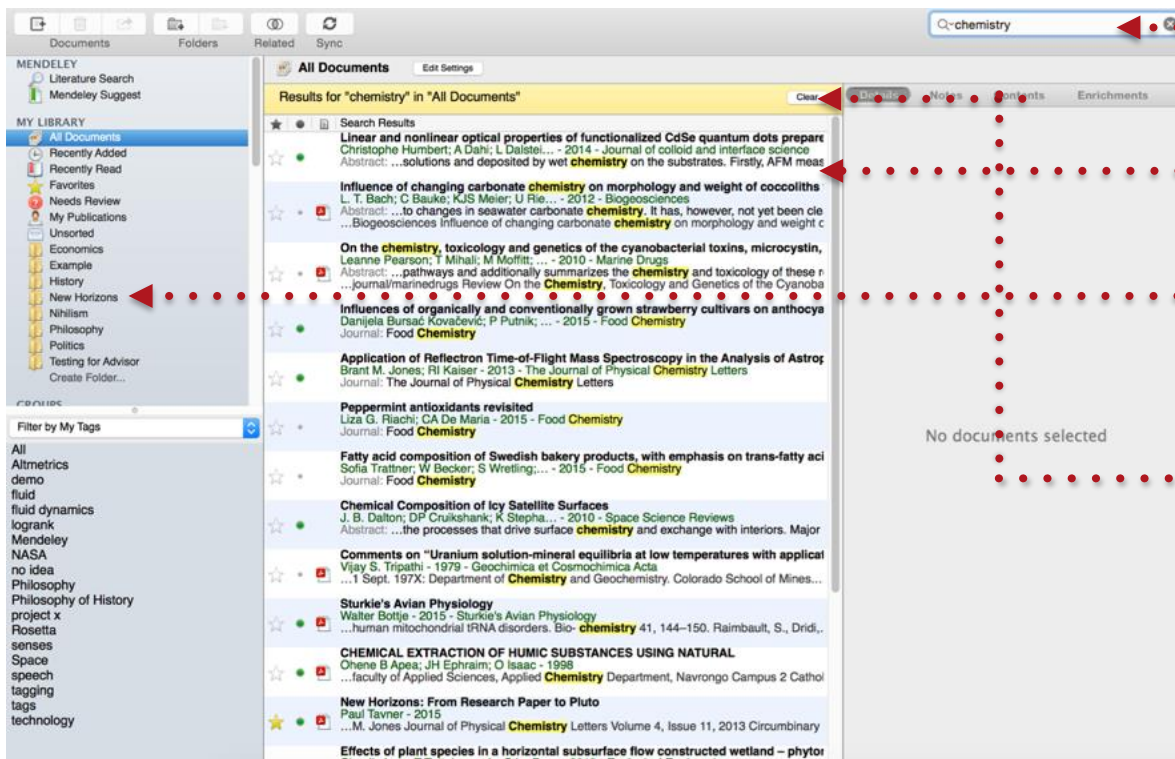 chemistry
Documents Folders Related Sync
MENDELEY
Literature Search
Mendeley Suggest
MY LIBRARY
All Documents
Recently Added
Recently Read
Favorites
Needs Review
My Publications
Unsorted
Economics
Example
History
New Horizons
Nihilism
Philosophy
Politics
Testing for Advisor
Create Folder...
GROUPS
Filter by My Tags
All
Altmetrics
demo
fluid
fluid dynamics
logrank
Mendeley
NASA
no idea
Philosophy
Philosophy of History
project x
Rosetta
senses
Space
speech
tagging
tags
technology
All Documents Edit Settings
Results for "chemistry" in "All Documents" Clear
Search Results
Linear and nonlinear optical properties of functionalized CdSe quantum dots prepare
Christophe Humbert; A Dahi; L Dalstei... - 2014 - Journal of colloid and interface science
Abstract: ...solutions and deposited by wet chemistry on the substrates. Firstly, AFM meas
Influence of changing carbonate chemistry on morphology and weight of coccoliths
L. T. Bach; C Bauke; KJS Meier; U Rie... - 2012 - Biogeosciences
Abstract: ...to changes in seawater carbonate chemistry. It has, however, not yet been cle
...Biogeosciences Influence of changing carbonate chemistry on morphology and weight c
On the chemistry, toxicology and genetics of the cyanobacterial toxins, microcystin,
Leanne Pearson; T Mihali; M Moffitt; ... - 2010 - Marine Drugs
Abstract: ...pathways and additionally summarizes the chemistry and toxicology of these
...journal/marinedrugs Review On the Chemistry, Toxicology and Genetics of the Cyanoba
Influences of organically and conventionally grown strawberry cultivars on anthocya
Danijela Bursać Kovačević; P Putnik; ... - 2015 - Food Chemistry
Journal: Food Chemistry
Application of Reflectron Time-of-Flight Mass Spectroscopy in the Analysis of Astrop
Brant M. Jones; RI Kaiser - 2013 - The Journal of Physical Chemistry Letters
Journal: The Journal of Physical Chemistry Letters
Peppermint antioxidants revisited
Liza G. Riachi; CA De Maria - 2015 - Food Chemistry
Journal: Food Chemistry
Fatty acid composition of Swedish bakery products, with emphasis on trans-fatty aci
Sofia Trattner; W Becker; S Wretling;... - 2015 - Food Chemistry
Journal: Food Chemistry
Chemical Composition of Icy Satellite Surfaces
J. B. Dalton; DP Cruikshank; K Stepha... - 2010 - Space Science Reviews
Abstract: ...the processes that drive surface chemistry and exchange with interiors. Major
Comments on “Uranium solution-mineral equilibria at low temperatures with applicat
Vijay S. Tripathi - 1979 - Geochimica et Cosmochimica Acta
...1 Sept. 197X: Department of Chemistry and Geochemistry. Colorado School of Mines...
Sturkie's Avian Physiology
Walter Bottje - 2015 - Sturkie's Avian Physiology
...human mitochondrial tRNA disorders. Bio- chemistry 41, 144–150. Raimbault, S., Dridi,.
CHEMICAL EXTRACTION OF HUMIC SUBSTANCES USING NATURAL
Ohene B Apea; JH Ephraim; O Isaac - 1998
...faculty of Applied Sciences, Applied Chemistry Department, Navrongo Campus 2 Cathol
New Horizons: From Research Paper to Pluto
Paul Tavner - 2015
...M. Jones Journal of Physical Chemistry Letters Volume 4, Issue 11, 2013 Circumbinary
Effects of plant species in a horizontal subsurface flow constructed wetland – phytor
Details Notes Contents Enrichments
No documents selected